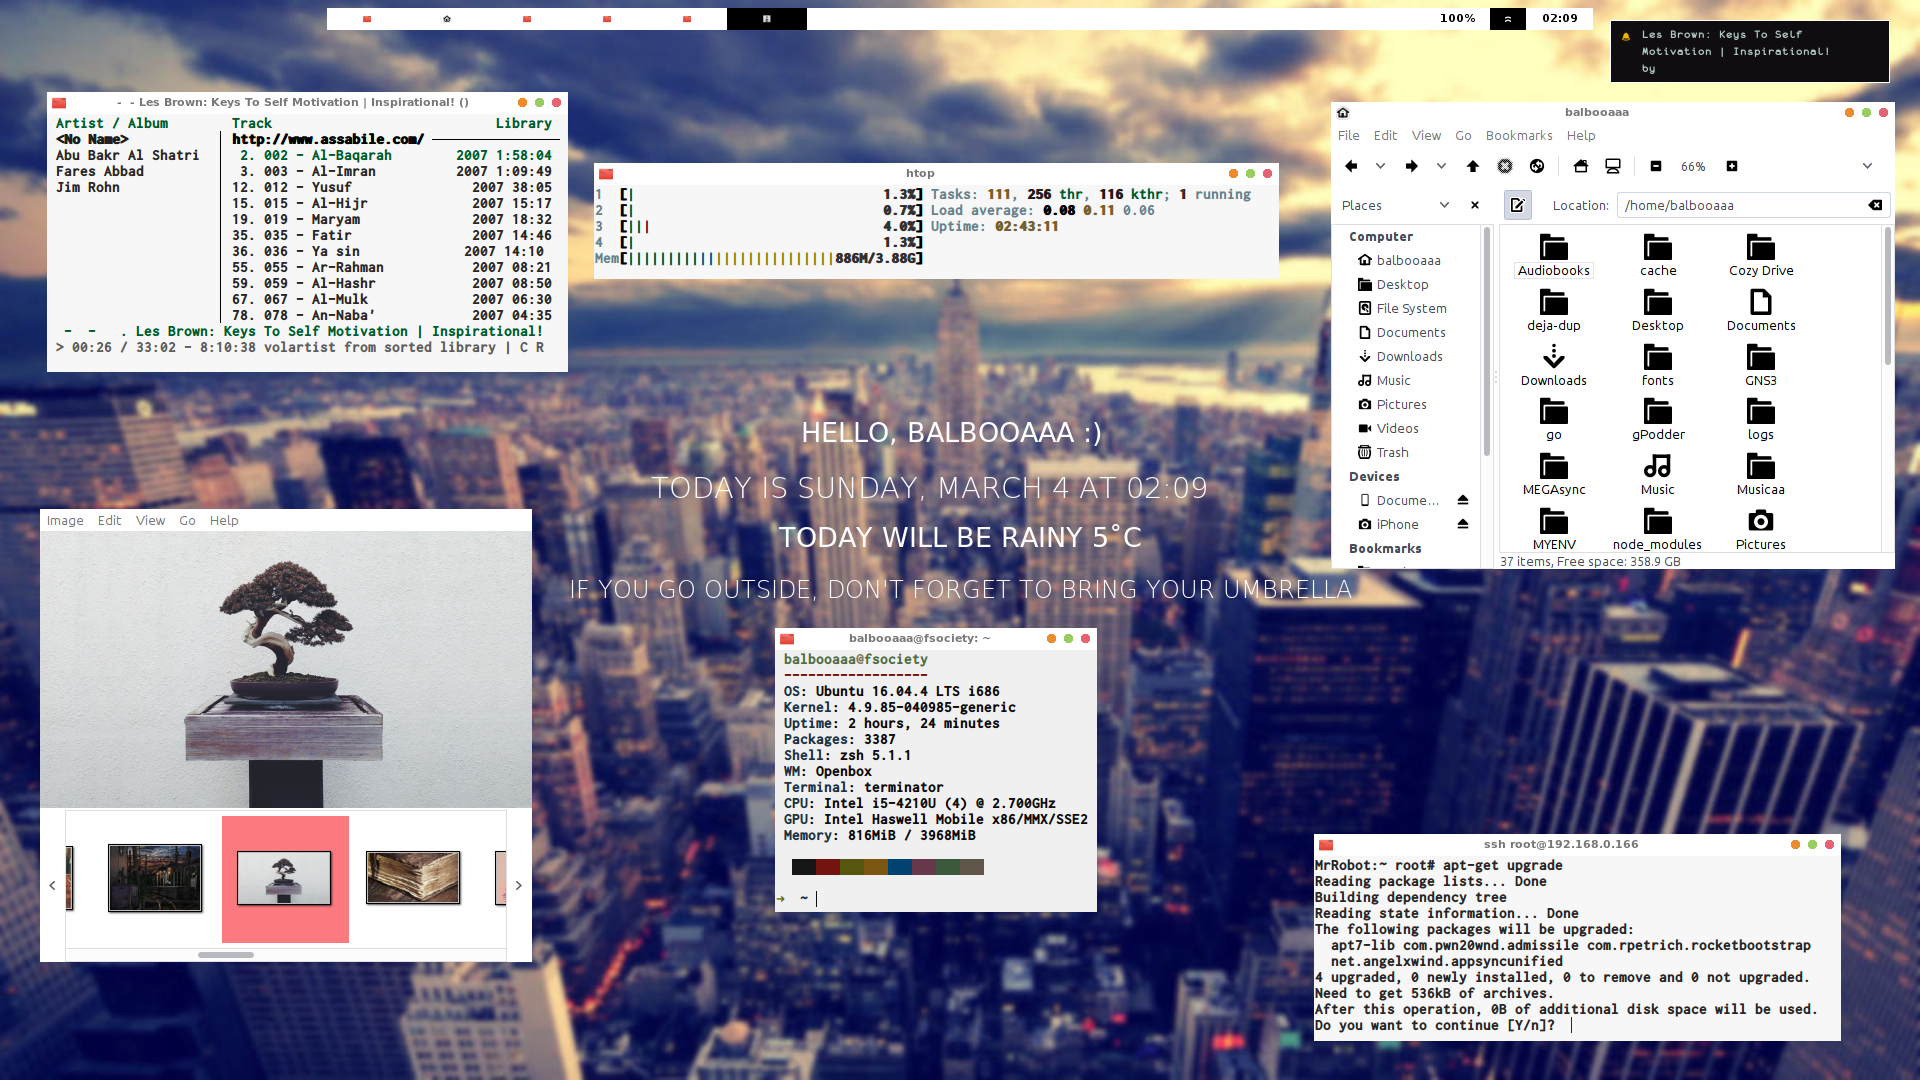 100%
02:09
Les Brown: Keys To Self
Motivation | Inspirational!
by
- - Les Brown: Keys To Self Motivation | Inspirational! ()
Artist / Album Track Library
<No Name> http://www.assabile.com/
Abu Bakr Al Shatri 2. 002 - Al-Baqarah 2007 1:58:04
Fares Abbad 3. 003 - Al-Imran 2007 1:09:49
Jim Rohn 12. 012 - Yusuf 2007 38:05
15. 015 - Al-Hijr 2007 15:17
19. 019 - Maryam 2007 18:32
35. 035 - Fatir 2007 14:46
36. 036 - Ya sin 2007 14:10
55. 055 - Ar-Rahman 2007 08:21
59. 059 - Al-Hashr 2007 08:50
67. 067 - Al-Mulk 2007 06:30
78. 078 - An-Naba' 2007 04:35
- - . Les Brown: Keys To Self Motivation | Inspirational!
> 00:26 / 33:02 - 8:10:38 volartist from sorted library | C R
htop
1 [| 1.3%] Tasks: 111, 256 thr, 116 kthr; 1 running
2 [| 0.7%] Load average: 0.08 0.11 0.06
3 [||| 4.0%] Uptime: 02:43:11
4 [| 1.3%]
Mem[||||||||||||||||||||||||||886M/3.88G]
balbooaaa
File Edit View Go Bookmarks Help
66%
Places
Location: /home/balbooaaa
Computer
balbooaaa
Desktop
File System
Documents
Downloads
Music
Pictures
Videos
Trash
Devices
Docume...
iPhone
Bookmarks
Audiobooks cache Cozy Drive
deja-dup Desktop Documents
Downloads fonts GNS3
go gPodder logs
MEGAsync Music Musicaa
MYENV node_modules Pictures
37 items, Free space: 358.9 GB
HELLO, BALBOOAAA :)
TODAY IS SUNDAY, MARCH 4 AT 02:09
TODAY WILL BE RAINY 5°C
IF YOU GO OUTSIDE, DON'T FORGET TO BRING YOUR UMBRELLA
Image Edit View Go Help
balbooaaa@fsociety: ~
balbooaaa@fsociety
------------------
OS: Ubuntu 16.04.4 LTS i686
Kernel: 4.9.85-040985-generic
Uptime: 2 hours, 24 minutes
Packages: 3387
Shell: zsh 5.1.1
WM: Openbox
Terminal: terminator
CPU: Intel i5-4210U (4) @ 2.700GHz
GPU: Intel Haswell Mobile x86/MMX/SSE2
Memory: 816MiB / 3968MiB
→ ~
ssh root@192.168.0.166
MrRobot:~ root# apt-get upgrade
Reading package lists... Done
Building dependency tree
Reading state information... Done
The following packages will be upgraded:
apt7-lib com.pwn20wnd.admissile com.rpetrich.rocketbootstrap
net.angelxwind.appsyncunified
4 upgraded, 0 newly installed, 0 to remove and 0 not upgraded.
Need to get 536kB of archives.
After this operation, 0B of additional disk space will be used.
Do you want to continue [Y/n]?